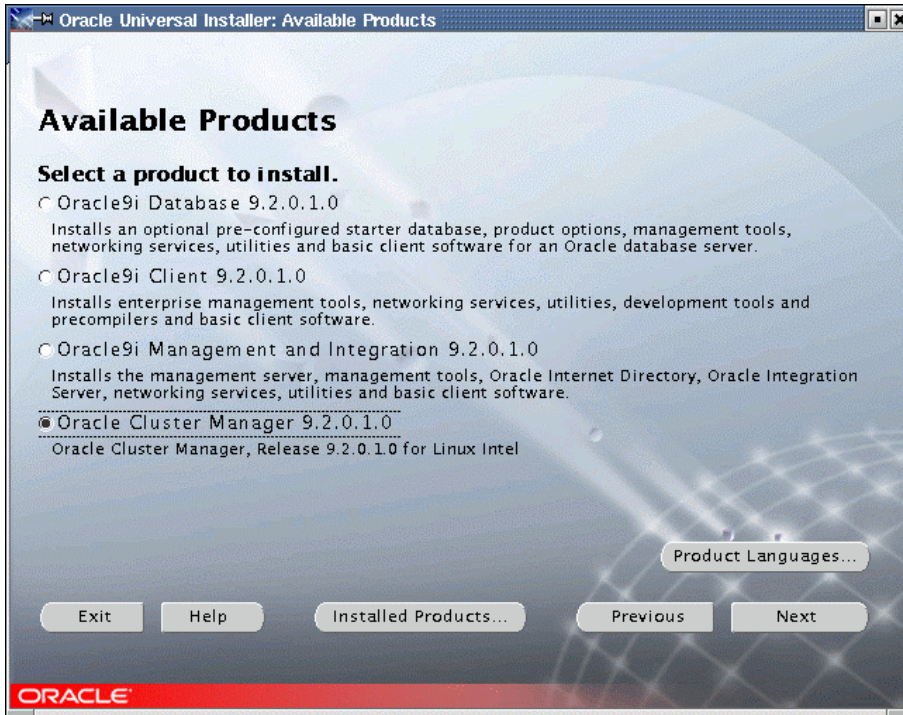 Oracle Universal Installer: Available Products
Available Products
Select a product to install.
Oracle9i Database 9.2.0.1.0
Installs an optional pre-configured starter database, product options, management tools,
networking services, utilities and basic client software for an Oracle database server.
Oracle9i Client 9.2.0.1.0
Installs enterprise management tools, networking services, utilities, development tools and
precompilers and basic client software.
Oracle9i Management and Integration 9.2.0.1.0
Installs the management server, management tools, Oracle Internet Directory, Oracle Integration
Server, networking services, utilities and basic client software.
Oracle Cluster Manager 9.2.0.1.0
Oracle Cluster Manager, Release 9.2.0.1.0 for Linux Intel
Product Languages...
Exit Help Installed Products... Previous Next
ORACLE